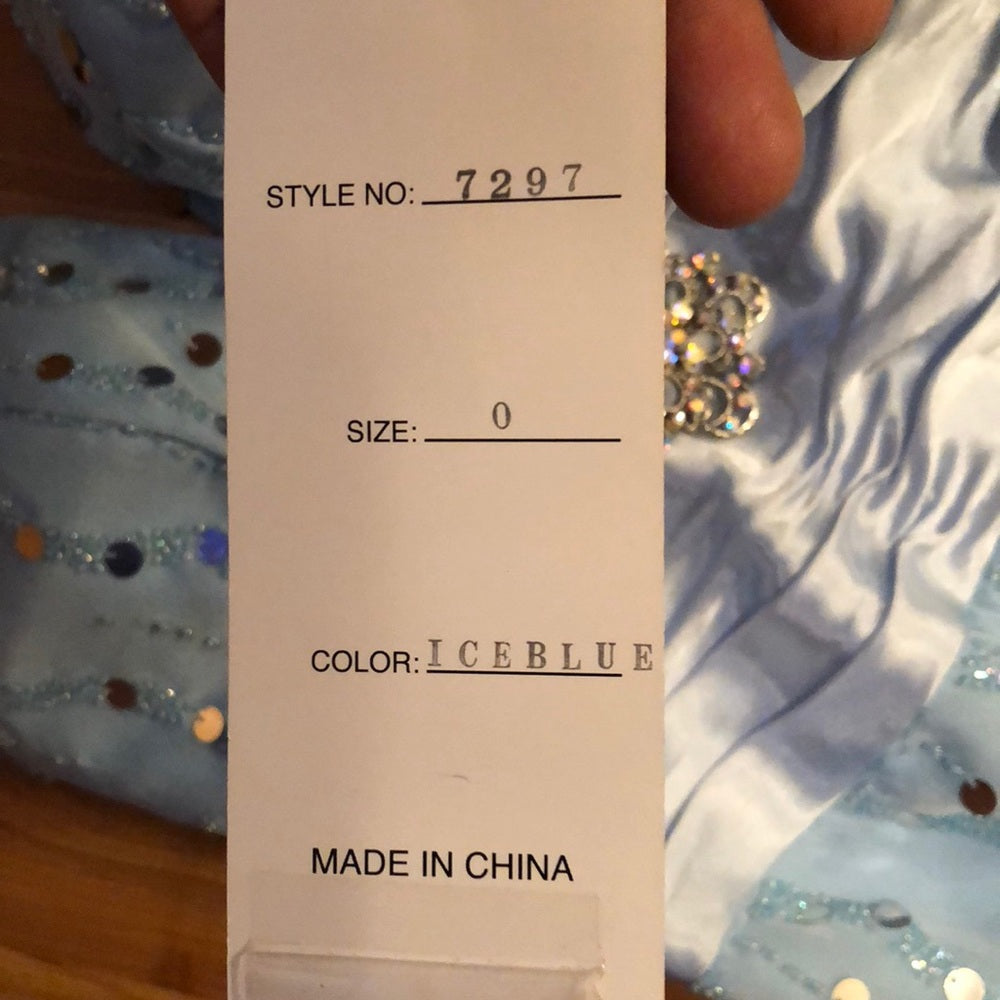 STYLE NO: 7297
SIZE: 0
COLOR: ICEBLUE
MADE IN CHINA